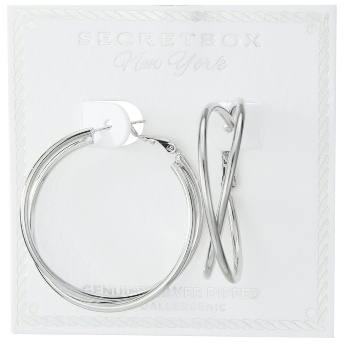 SECRETBOX
New York
GENUINE SILVER DIPPED
HYPOALLERGENIC